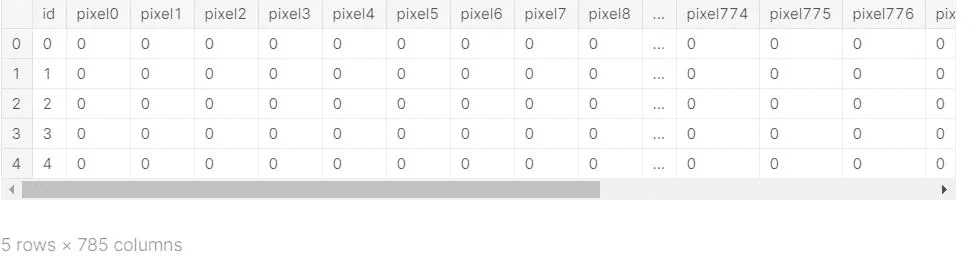 id pixel0 pixel1 pixel2 pixel3 pixel4 pixel5 pixel6 pixel7 pixel8 ... pixel774 pixel775 pixel776 pix
0 0 0 0 0 0 0 0 0 0 0 ... 0 0 0 0
1 1 0 0 0 0 0 0 0 0 0 ... 0 0 0 0
2 2 0 0 0 0 0 0 0 0 0 ... 0 0 0 0
3 3 0 0 0 0 0 0 0 0 0 ... 0 0 0 0
4 4 0 0 0 0 0 0 0 0 0 ... 0 0 0 0
5 rows × 785 columns